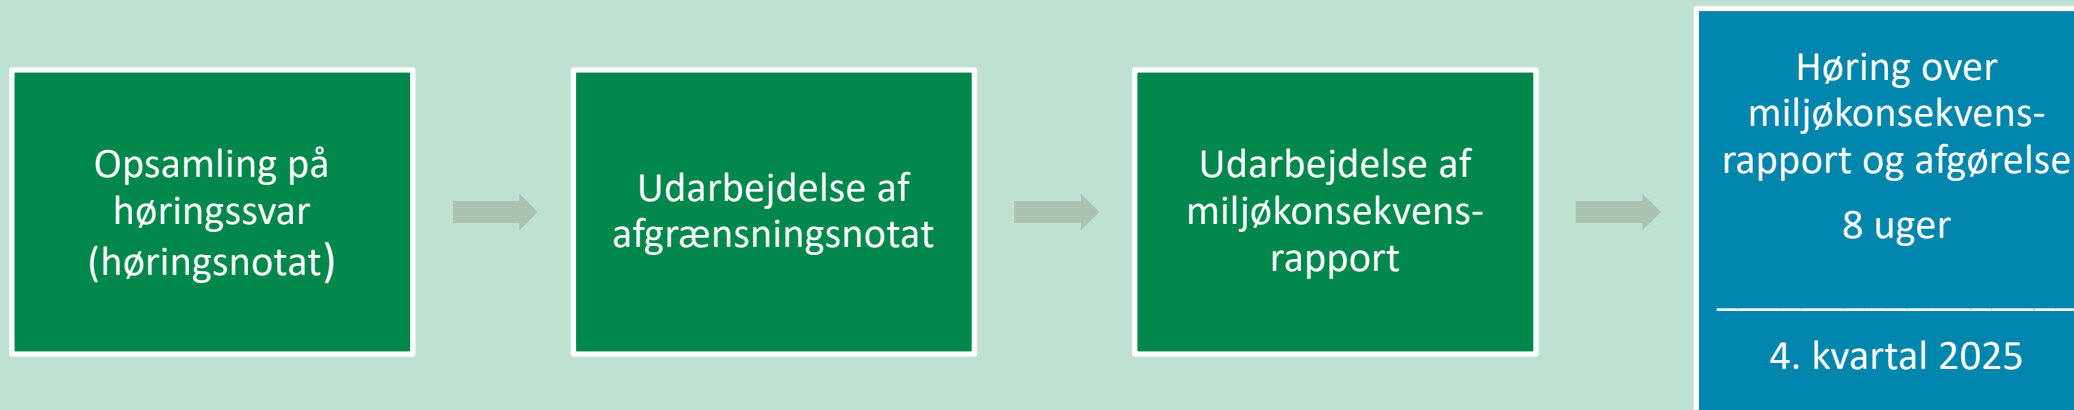 Opsamling på
høringssvar
(høringsnotat)
Udarbejdelse af
afgrænsningsnotat
Udarbejdelse af
miljøkonsekvens-
rapport
Høring over
miljøkonsekvens-
rapport og afgørelse
8 uger
4. kvartal 2025